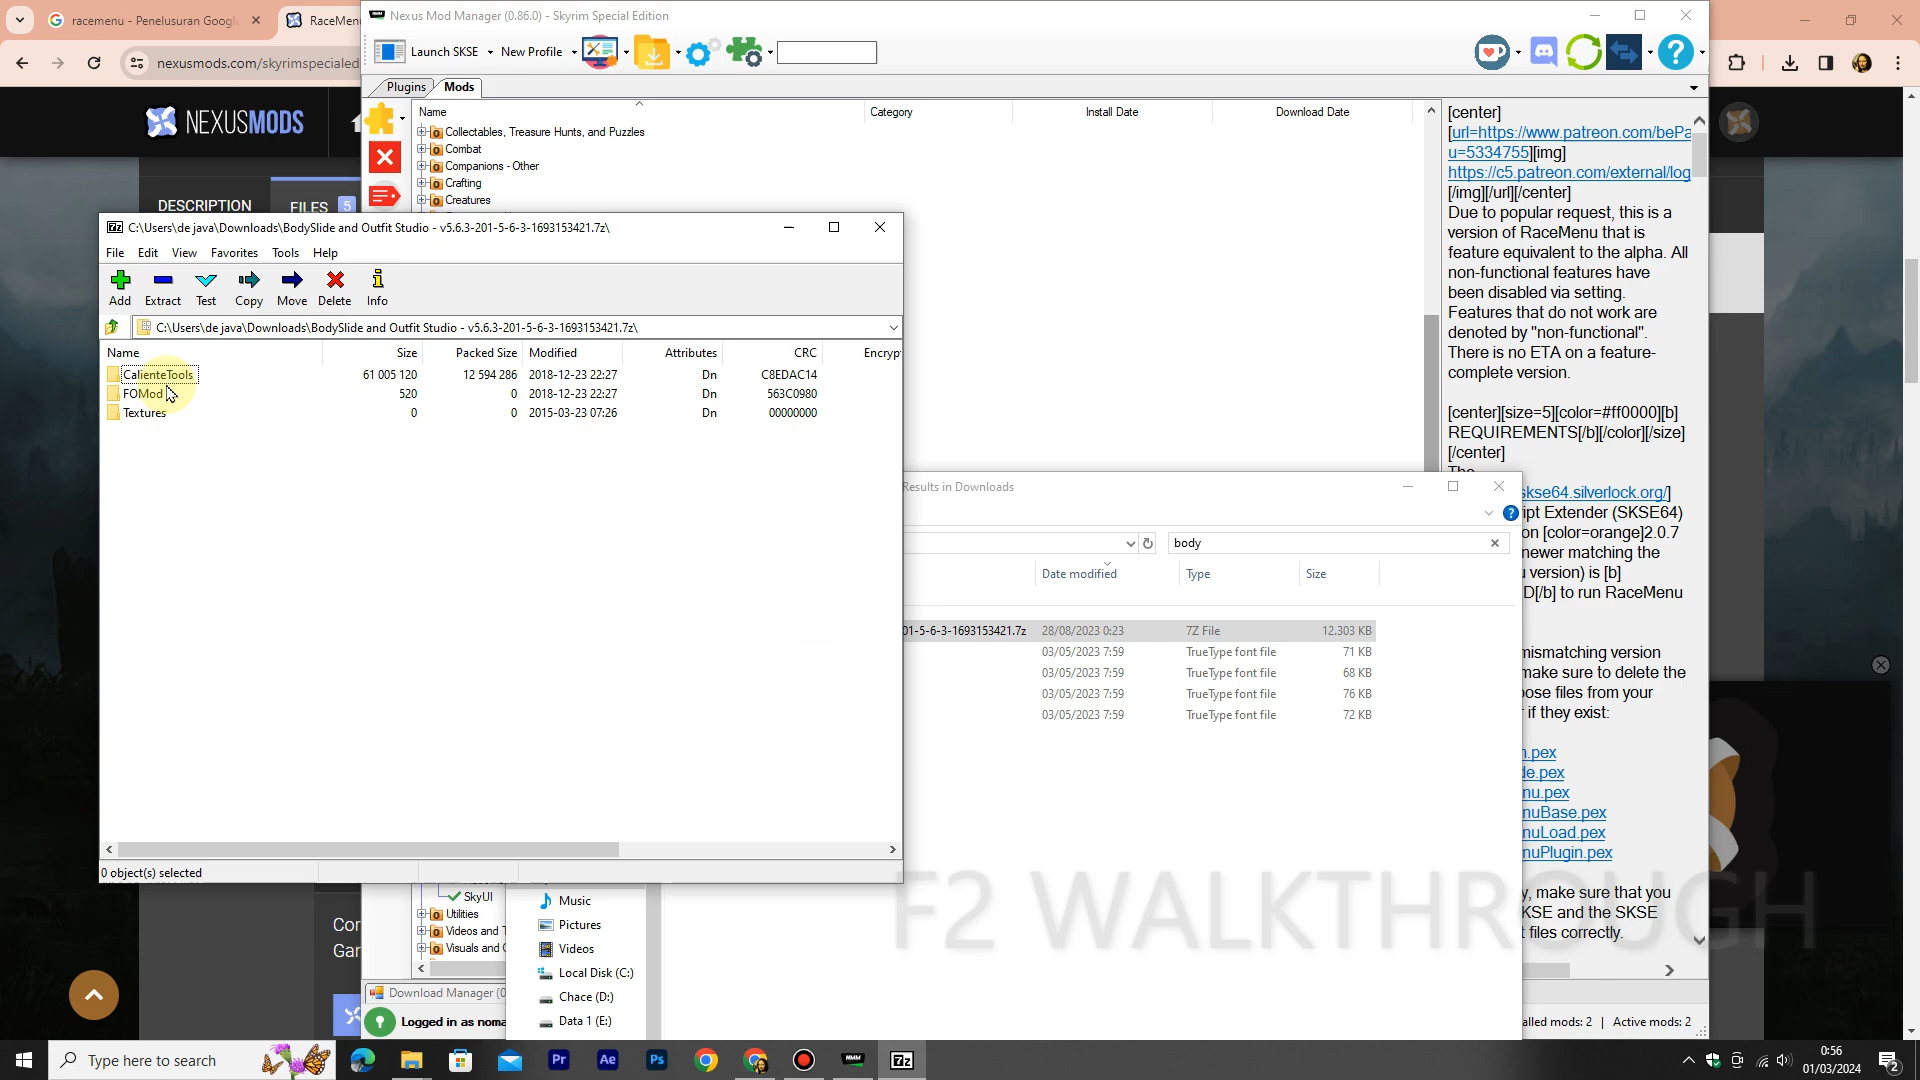 racemenu - Penelusuran Google
RaceMenu
nexusmods.com/skyrimspecialed
NEXUSMODS
DESCRIPTION
FILES
5
Nexus Mod Manager (0.86.0) - Skyrim Special Edition
Launch SKSE
New Profile
Plugins
Mods
Name
Category
Install Date
Download Date
Collectables, Treasure Hunts, and Puzzles
Combat
Companions - Other
Crafting
Creatures
C:\Users\de java\Downloads\BodySlide and Outfit Studio - v5.6.3-201-5-6-3-1693153421.7z\
File
Edit
View
Favorites
Tools
Help
Add
Extract
Test
Copy
Move
Delete
Info
C:\Users\de java\Downloads\BodySlide and Outfit Studio - v5.6.3-201-5-6-3-1693153421.7z\
Name Size Packed Size Modified Attributes CRC Encryp
CalienteTools 61 005 120 12 594 286 2018-12-23 22:27 Dn C8EDAC14
FOMod 520 0 2018-12-23 22:27 Dn 563C0980
Textures 0 0 2015-03-23 07:26 Dn 00000000
0 object(s) selected
[center]
[url=https://www.patreon.com/bePa
u=5334755][img]
https://c5.patreon.com/external/log
[/img][/url][/center]
Due to popular request, this is a
version of RaceMenu that is
feature equivalent to the alpha. All
non-functional features have
been disabled via setting.
Features that do not work are
denoted by "non-functional".
There is no ETA on a feature-
complete version.
[center][size=5][color=#ff0000][b]
REQUIREMENTS[/b][/color][/size]
[/center]
skse64.silverlock.org/]
ipt Extender (SKSE64)
on [color=orange]2.0.7
newer matching the
version) is [b]
D[/b] to run RaceMenu
mismatching version
make sure to delete the
oose files from your
if they exist:
n.pex
de.pex
nu.pex
nuBase.pex
nuLoad.pex
nuPlugin.pex
y, make sure that you
KSE and the SKSE
t files correctly.
Results in Downloads
body
Date modified Type Size
01-5-6-3-1693153421.7z 28/08/2023 0:23 7Z File 12.303 KB
03/05/2023 7:59 TrueType font file 71 KB
03/05/2023 7:59 TrueType font file 68 KB
03/05/2023 7:59 TrueType font file 76 KB
03/05/2023 7:59 TrueType font file 72 KB
F2 WALKTHROUGH
SkyUI
Utilities
Videos and T
Visuals and G
Music
Pictures
Videos
Local Disk (C:)
Chace (D:)
Data 1 (E:)
Cor
Gar
Download Manager (0
Logged in as noma
alled mods: 2 | Active mods: 2
Type here to search
Pr
Ae
Ps
NMM
7z
0:56
01/03/2024
2